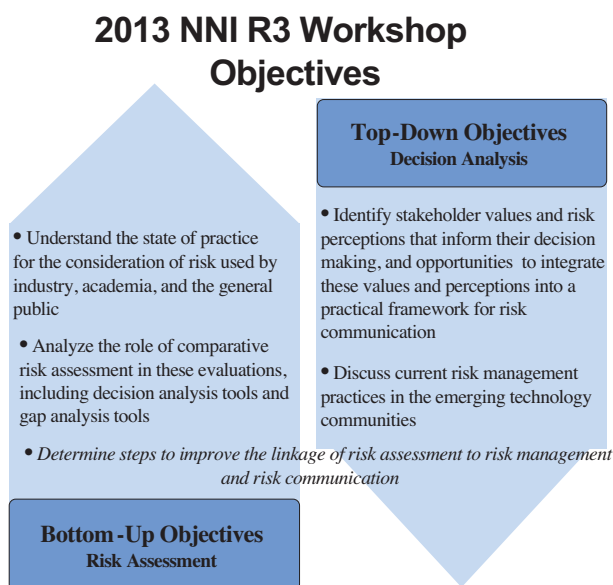 2013 NNI R3 Workshop
Objectives
Top-Down Objectives
Decision Analysis
• Identify stakeholder values and risk
perceptions that inform their decision
making, and opportunities to integrate
these values and perceptions into a
practical framework for risk
communication
• Discuss current risk management
practices in the emerging technology
communities
• Understand the state of practice
for the consideration of risk used by
industry, academia, and the general
public
• Analyze the role of comparative
risk assessment in these evaluations,
including decision analysis tools and
gap analysis tools
• Determine steps to improve the linkage of risk assessment to risk management
and risk communication
Bottom-Up Objectives
Risk Assessment